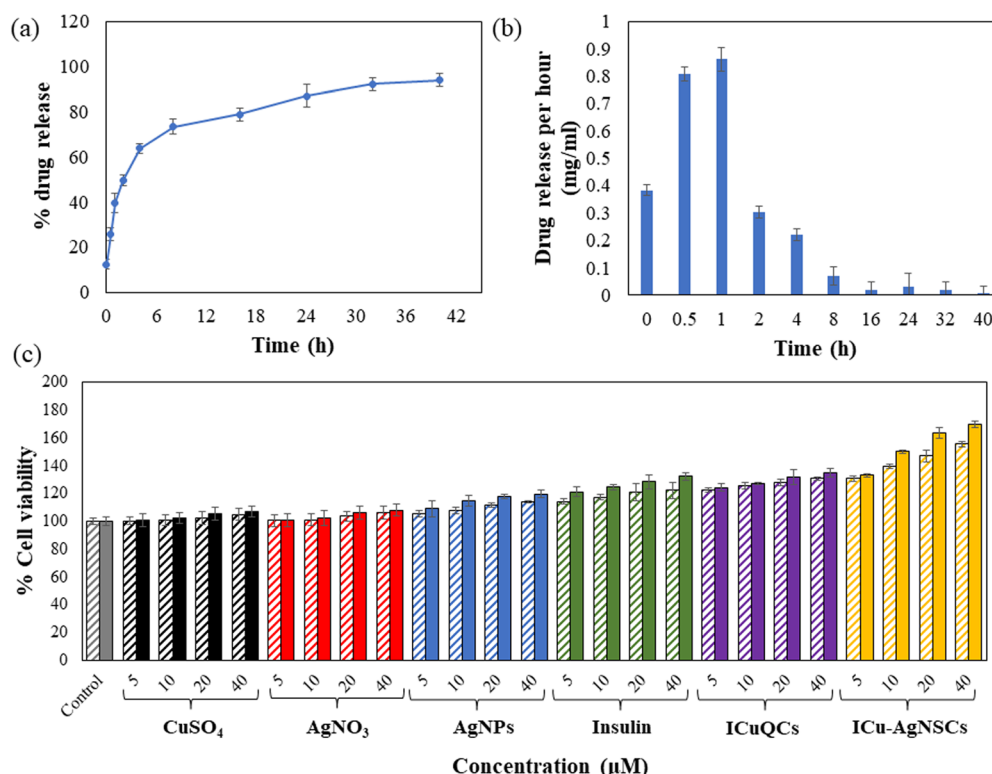 (a)
120
100
80
60
40
20
0
% drug release
0 6 12 18 24 30 36 42
Time (h)
(b)
1
0.9
0.8
0.7
0.6
0.5
0.4
0.3
0.2
0.1
0
Drug release per hour
(mg/ml)
0 0.5 1 2 4 8 16 24 32 40
Time (h)
(c)
200
180
160
140
120
100
80
60
40
20
0
% Cell viability
Control 5 10 20 40 5 10 20 40 5 10 20 40 5 10 20 40 5 10 20 40 5 10 20 40
CuSO₄ AgNO₃ AgNPs Insulin ICuQCs ICu-AgNSCs
Concentration (µM)